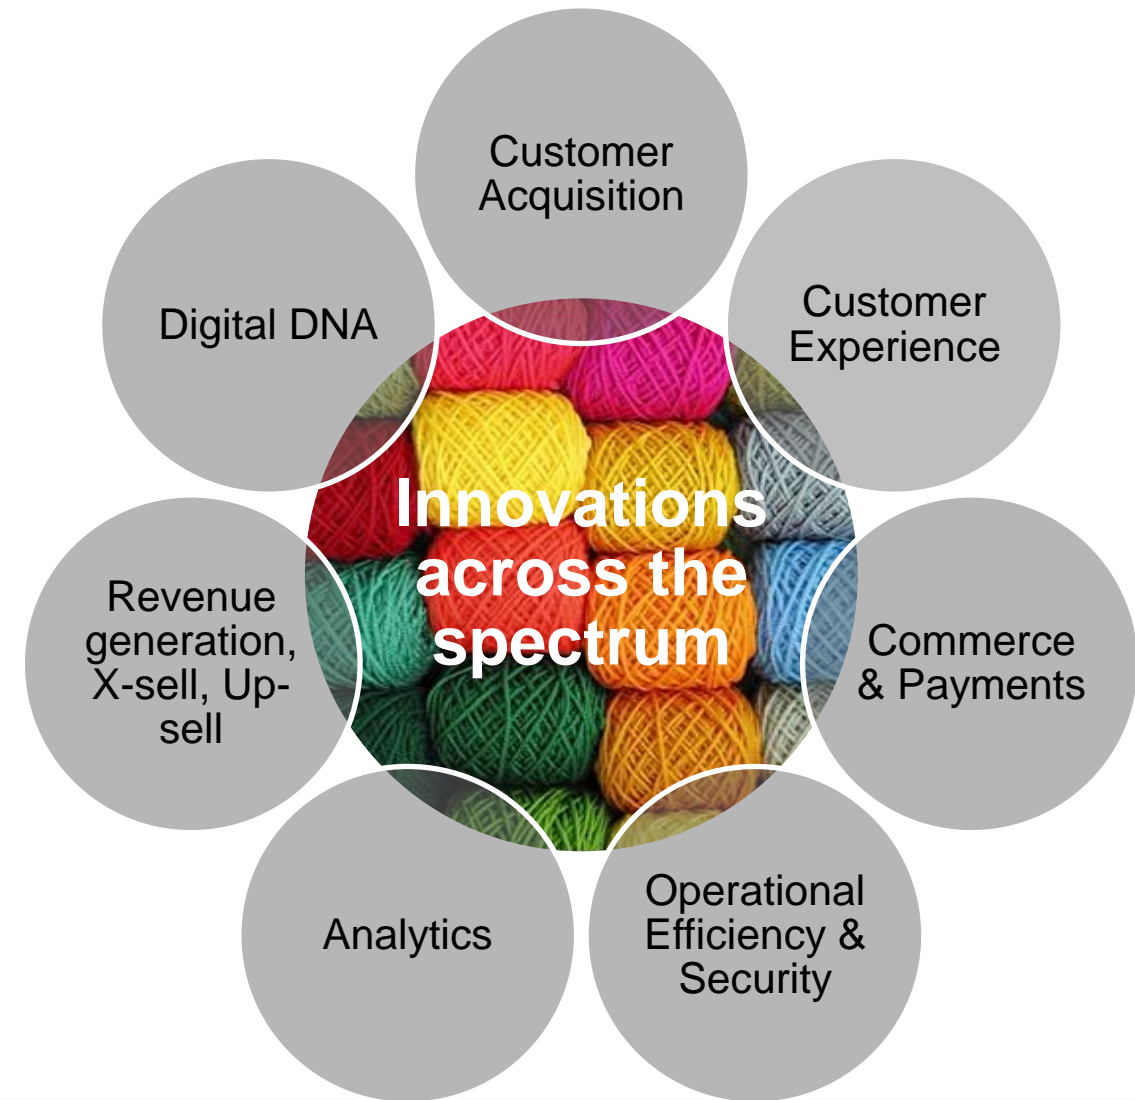 Customer
Acquisition
Customer
Experience
Commerce
& Payments
Operational
Efficiency &
Security
Analytics
Revenue
generation,
X-sell, Up-
sell
Digital DNA
Innovations
across the
spectrum